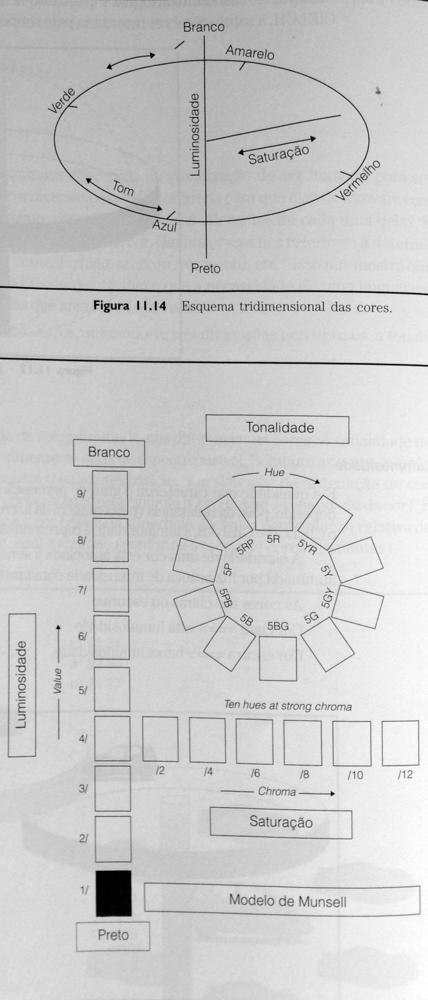 Branco
Amarelo
Verde
Luminosidade
Saturação
Vermelho
Tom
Azul
Preto
Figura 11.14 Esquema tridimensional das cores.
Tonalidade
Branco
Hue
9/
8/
7/
6/
5/
4/
3/
2/
1/
5R
5YR
5Y
5GY
5G
5BG
5B
5PB
5P
5RP
Luminosidade
Value
Ten hues at strong chroma
/2 /4 /6 /8 /10 /12
Chroma
Saturação
Modelo de Munsell
Preto